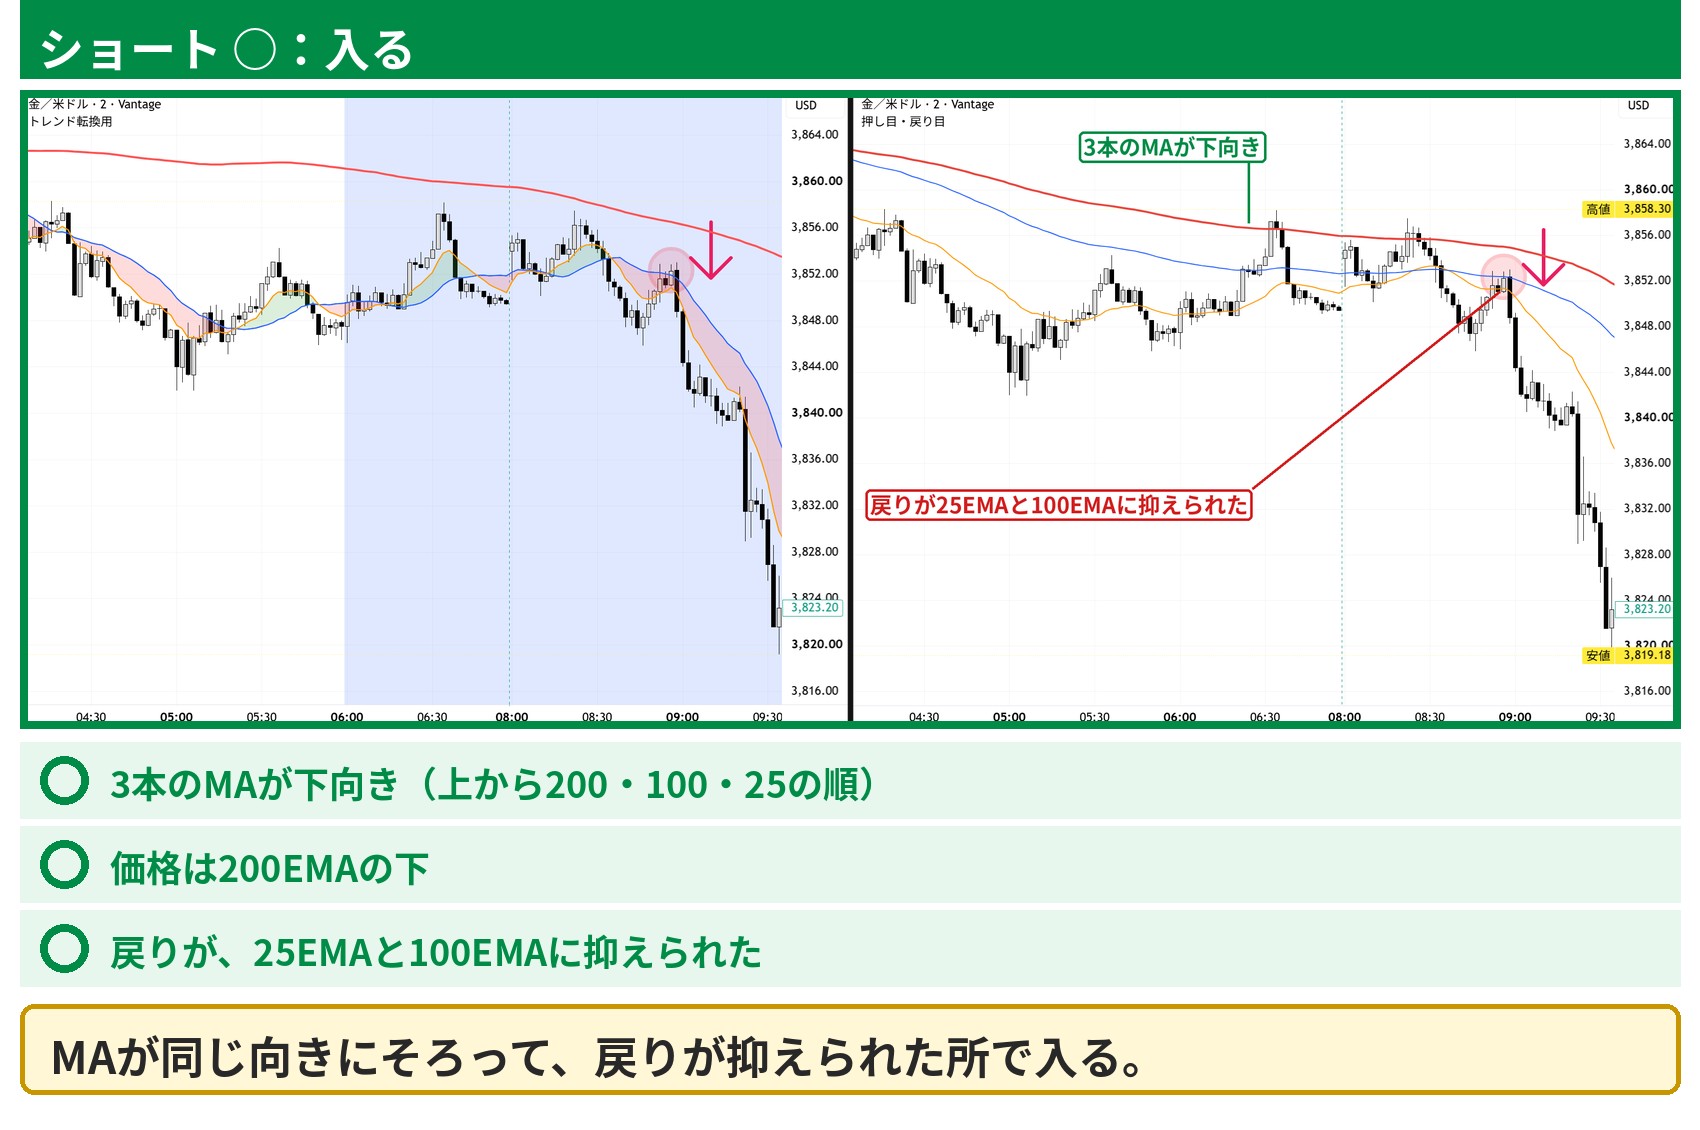 ショート ○：入る
金／米ドル・2・Vantage
トレンド転換用
USD
3,864.00
3,860.00
3,856.00
3,852.00
3,848.00
3,844.00
3,840.00
3,836.00
3,832.00
3,828.00
3,824.00
3,823.20
3,820.00
3,816.00
04:30 05:00 05:30 06:00 06:30 08:00 08:30 09:00 09:30
金／米ドル・2・Vantage
押し目・戻り目
USD
3本のMAが下向き
3,864.00
3,860.00
高値 3,858.30
3,856.00
3,852.00
3,848.00
3,844.00
3,840.00
3,836.00
戻りが25EMAと100EMAに抑えられた
3,832.00
3,828.00
3,824.00
3,823.20
3,820.00
安値 3,819.18
3,816.00
04:30 05:00 05:30 06:00 06:30 08:00 08:30 09:00 09:30
3本のMAが下向き（上から200・100・25の順）
価格は200EMAの下
戻りが、25EMAと100EMAに抑えられた
MAが同じ向きにそろって、戻りが抑えられた所で入る。